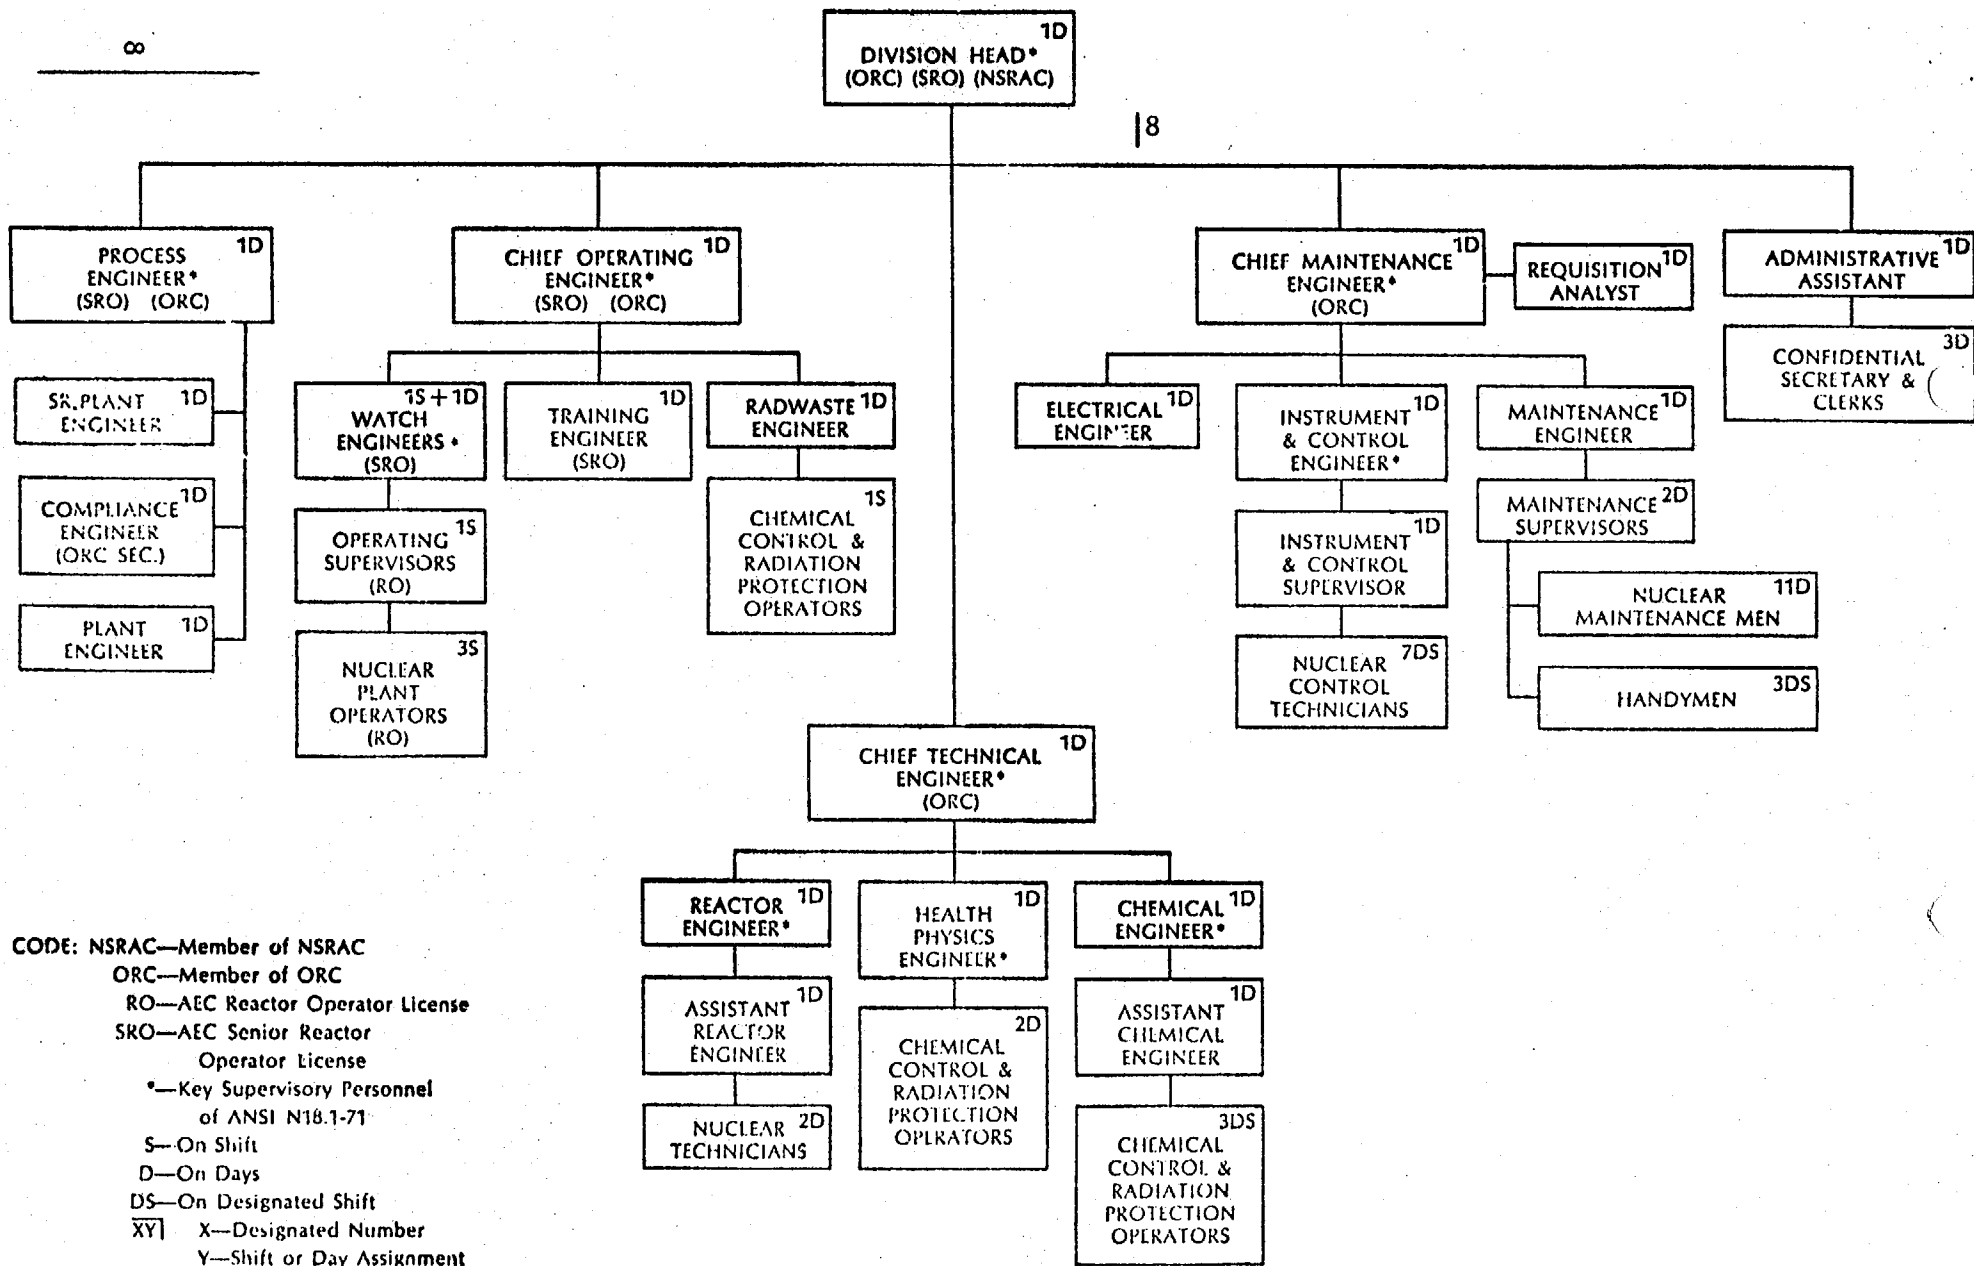 8
1D
DIVISION HEAD*
(ORC) (SRO) (NSRAC)
8
1D
PROCESS
ENGINEER*
(SRO) (ORC)
1D
SR. PLANT
ENGINEER
1D
COMPLIANCE
ENGINEER
(ORC SEC.)
1D
PLANT
ENGINEER
1D
CHIEF OPERATING
ENGINEER*
(SRO) (ORC)
1S + 1D
WATCH
ENGINEERS *
(SRO)
1S
OPERATING
SUPERVISORS
(RO)
3S
NUCLEAR
PLANT
OPERATORS
(RO)
1D
TRAINING
ENGINEER
(SRO)
RADWASTE 1D
ENGINEER
1S
CHEMICAL
CONTROL &
RADIATION
PROTECTION
OPERATORS
1D
CHIEF MAINTENANCE
ENGINEER*
(ORC)
REQUISITION 1D
ANALYST
ELECTRICAL 1D
ENGINEER
1D
INSTRUMENT
& CONTROL
ENGINEER*
1D
INSTRUMENT
& CONTROL
SUPERVISOR
7DS
NUCLEAR
CONTROL
TECHNICIANS
MAINTENANCE 1D
ENGINEER
MAINTENANCE 2D
SUPERVISORS
11D
NUCLEAR
MAINTENANCE MEN
3DS
HANDYMEN
1D
ADMINISTRATIVE
ASSISTANT
3D
CONFIDENTIAL
SECRETARY &
CLERKS
1D
CHIEF TECHNICAL
ENGINEER*
(ORC)
1D
REACTOR
ENGINEER*
1D
ASSISTANT
REACTOR
ENGINEER
NUCLEAR 2D
TECHNICIANS
1D
HEALTH
PHYSICS
ENGINEER*
2D
CHEMICAL
CONTROL &
RADIATION
PROTECTION
OPERATORS
1D
CHEMICAL
ENGINEER*
1D
ASSISTANT
CHEMICAL
ENGINEER
3DS
CHEMICAL
CONTROL &
RADIATION
PROTECTION
OPERATORS
CODE: NSRAC—Member of NSRAC
ORC—Member of ORC
RO—AEC Reactor Operator License
SRO—AEC Senior Reactor
Operator License
*—Key Supervisory Personnel
of ANSI N18.1-71
S—On Shift
D—On Days
DS—On Designated Shift
XY X—Designated Number
Y—Shift or Day Assignment